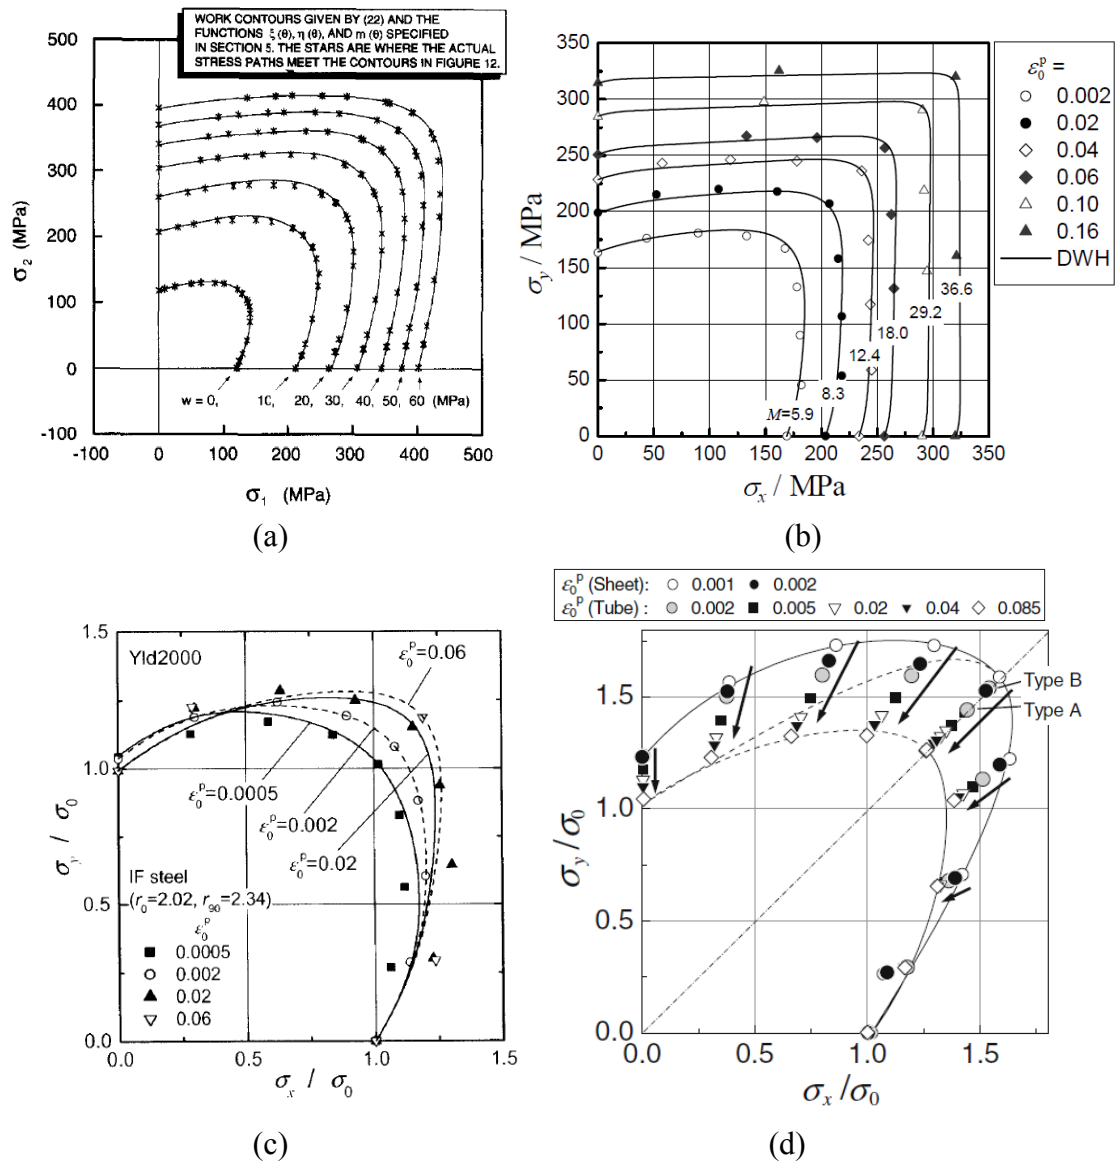 WORK CONTOURS GIVEN BY (22) AND THE
FUNCTIONS ξ(θ), η(θ), AND m(θ) SPECIFIED
IN SECTION 5. THE STARS ARE WHERE THE ACTUAL
STRESS PATHS MEET THE CONTOURS IN FIGURE 12.
500
400
300
200
100
0
-100
σ₂ (MPa)
w = 0, 10, 20, 30, 40, 50, 60 (MPa)
-100 0 100 200 300 400 500
σ₁ (MPa)
(a)
350
300
250
200
150
100
50
0
σ_y / MPa
M=5.9
8.3
12.4
18.0
29.2
36.6
0 50 100 150 200 250 300 350
σ_x / MPa
ε₀ᵖ =
0.002
0.02
0.04
0.06
0.10
0.16
DWH
(b)
1.5
1.0
0.5
0.0
σ_y / σ₀
Yld2000
ε₀ᵖ=0.06
ε₀ᵖ=0.0005
ε₀ᵖ=0.002
ε₀ᵖ=0.02
IF steel
(r₀=2.02, r₉₀=2.34)
ε₀ᵖ
0.0005
0.002
0.02
0.06
0.0 0.5 1.0 1.5
σ_x / σ₀
(c)
ε₀ᵖ (Sheet): 0.001 0.002
ε₀ᵖ (Tube) : 0.002 0.005 0.02 0.04 0.085
1.5
1.0
0.5
0.0
σ_y/σ₀
Type B
Type A
0.0 0.5 1.0 1.5
σ_x/σ₀
(d)